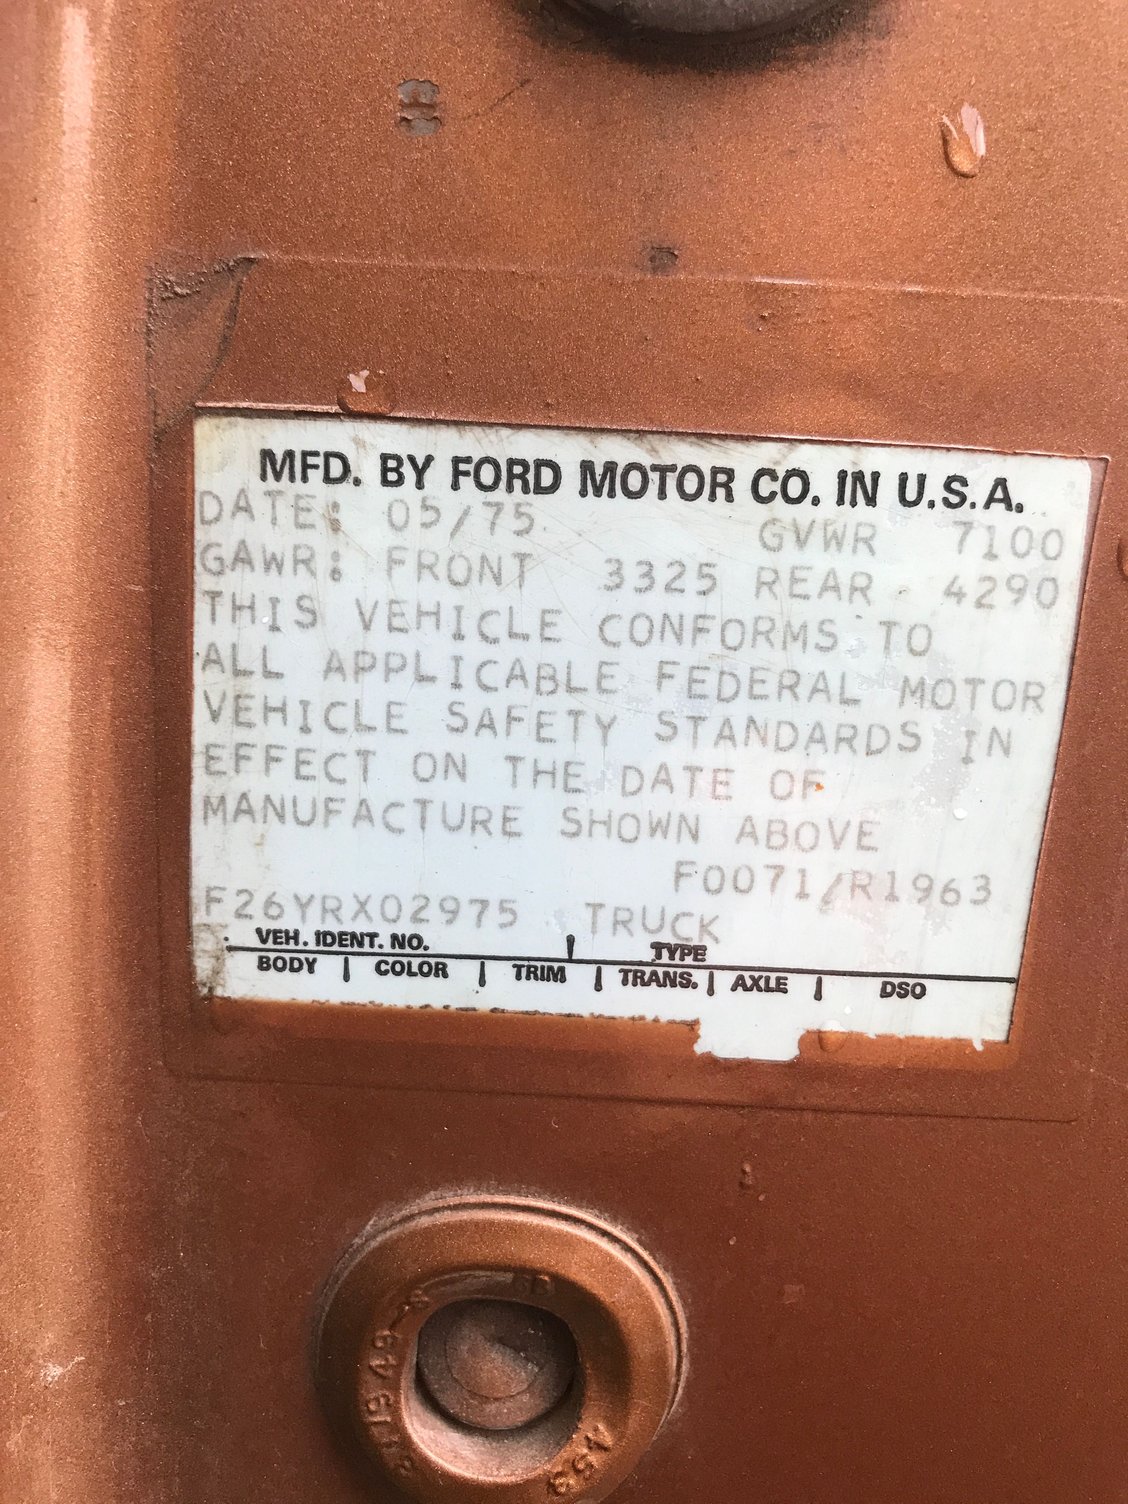 MFD. BY FORD MOTOR CO. IN U.S.A.
DATE: 05/75 GVWR 7100
GAWR: FRONT 3325 REAR 4290
THIS VEHICLE CONFORMS TO
ALL APPLICABLE FEDERAL MOTOR
VEHICLE SAFETY STANDARDS IN
EFFECT ON THE DATE OF
MANUFACTURE SHOWN ABOVE
F0071/R1963
F26YRX02975 TRUCK
VEH. IDENT. NO. | TYPE
BODY | COLOR | TRIM | TRANS. | AXLE | DSO